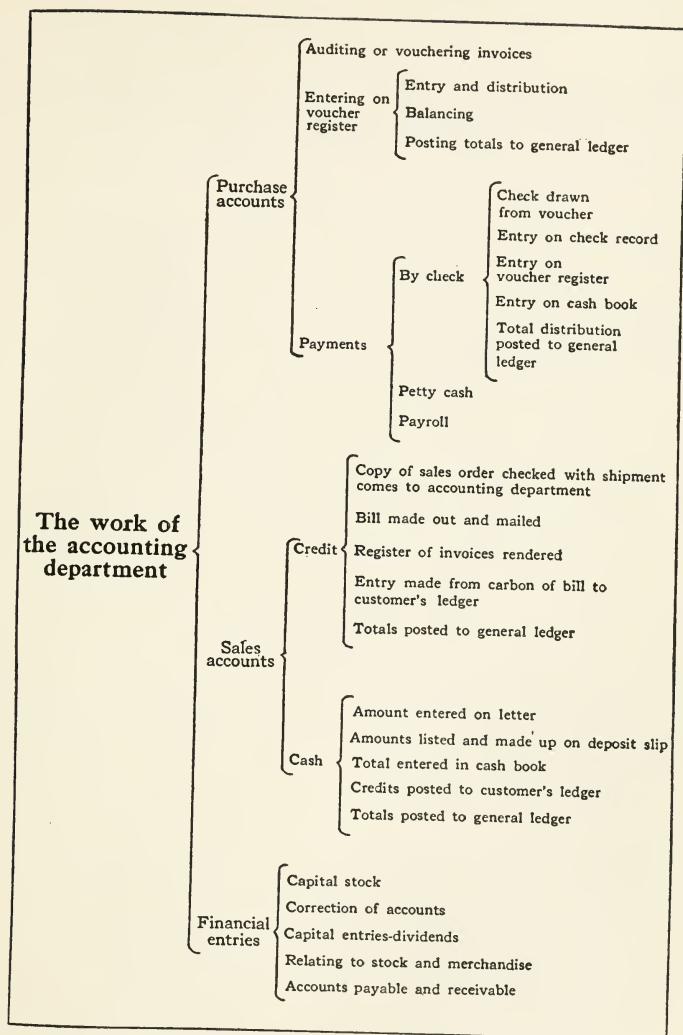 The work of
the accounting
department
Purchase
accounts
Auditing or vouchering invoices
Entering on
voucher
register
Entry and distribution
Balancing
Posting totals to general ledger
Payments
By check
Check drawn
from voucher
Entry on check record
Entry on
voucher register
Entry on cash book
Total distribution
posted to general
ledger
Petty cash
Payroll
Sales
accounts
Credit
Copy of sales order checked with shipment
comes to accounting department
Bill made out and mailed
Register of invoices rendered
Entry made from carbon of bill to
customer's ledger
Totals posted to general ledger
Cash
Amount entered on letter
Amounts listed and made up on deposit slip
Total entered in cash book
Credits posted to customer's ledger
Totals posted to general ledger
Financial
entries
Capital stock
Correction of accounts
Capital entries-dividends
Relating to stock and merchandise
Accounts payable and receivable